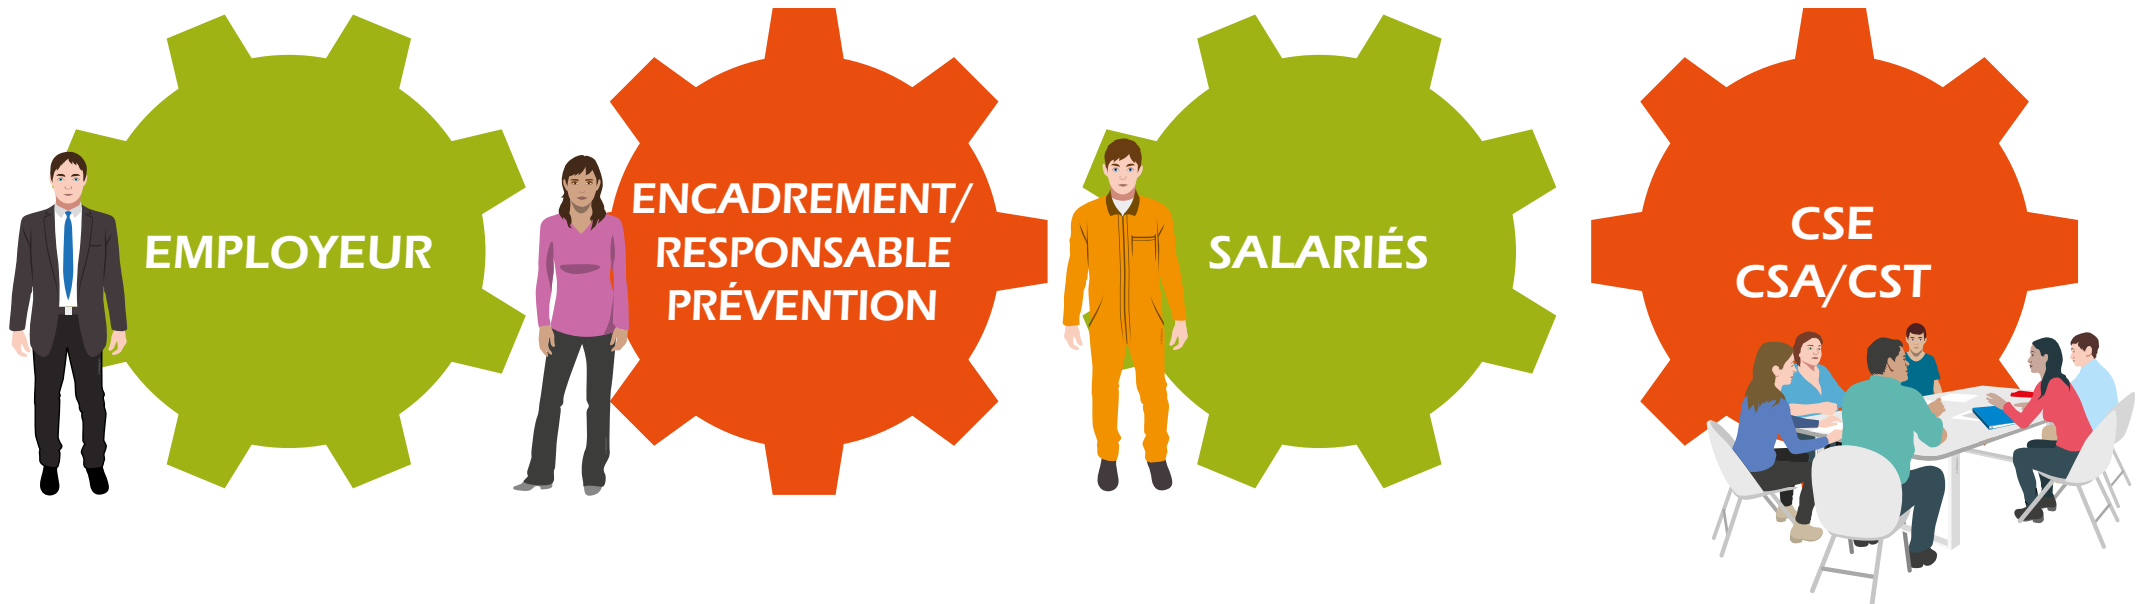 EMPLOYEUR
ENCADREMENT/
RESPONSABLE
PRÉVENTION
SALARIÉS
CSE
CSA/CST